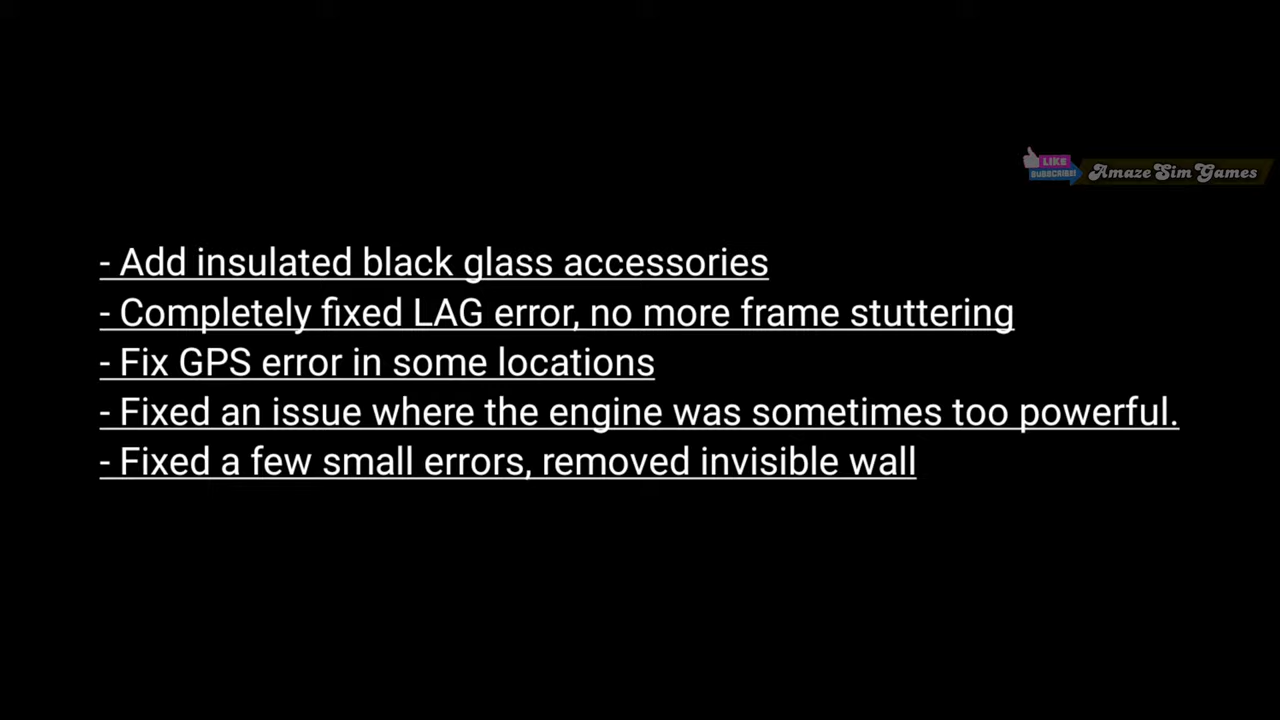 LIKE
SUBSCRIBE!
Amaze Sim Games
- Add insulated black glass accessories
- Completely fixed LAG error, no more frame stuttering
- Fix GPS error in some locations
- Fixed an issue where the engine was sometimes too powerful.
- Fixed a few small errors, removed invisible wall